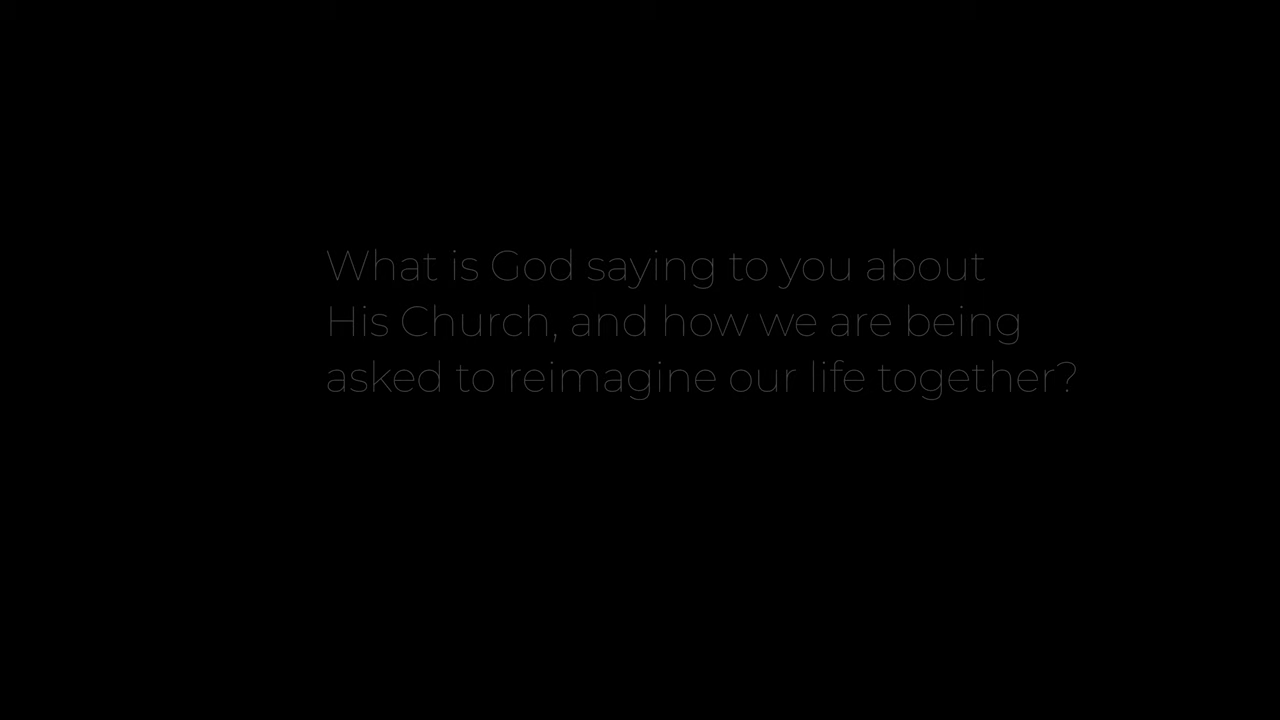 What is God saying to you about
His Church, and how we are being
asked to reimagine our life together?